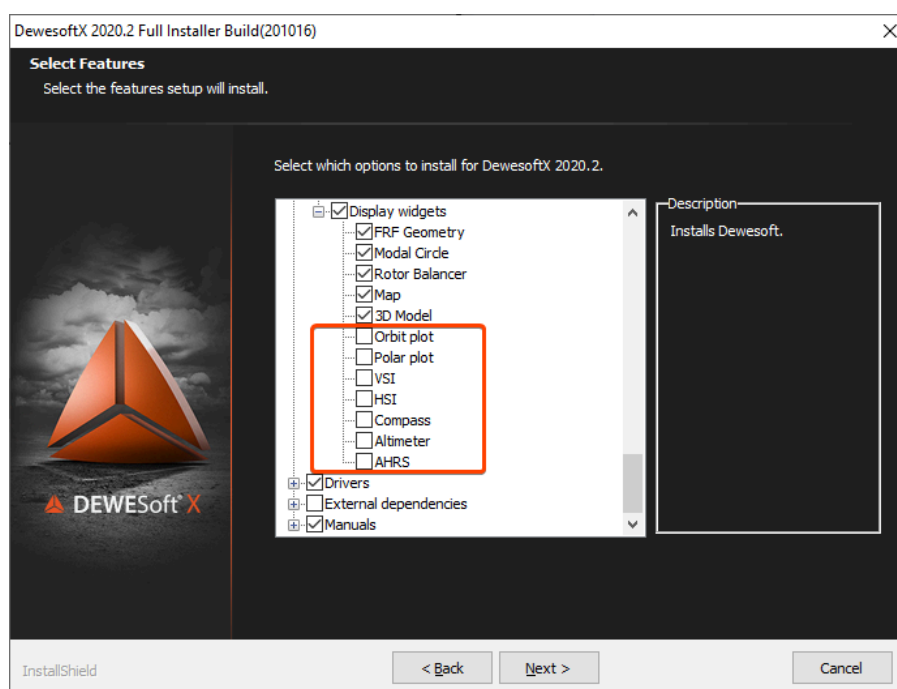 DewesoftX 2020.2 Full Installer Build(201016)
Select Features
Select the features setup will install.
Select which options to install for DewesoftX 2020.2.
Display widgets
FRF Geometry
Modal Circle
Rotor Balancer
Map
3D Model
Orbit plot
Polar plot
VSI
HSI
Compass
Altimeter
AHRS
Drivers
External dependencies
Manuals
Description
Installs Dewesoft.
DEWESoft® X
InstallShield
< Back
Next >
Cancel